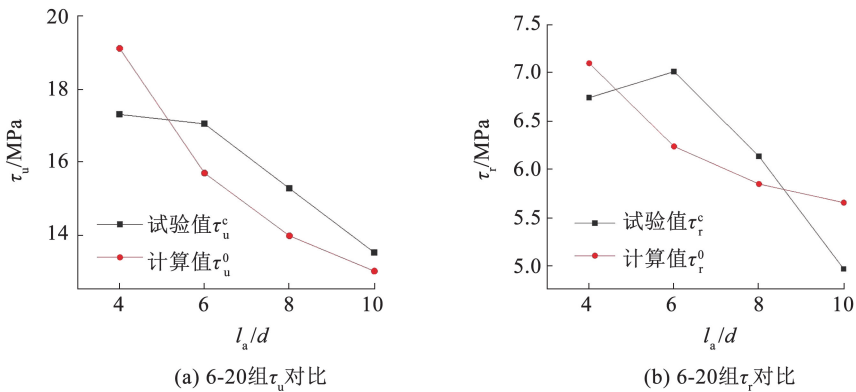 20
18
16
14
τu/MPa
试验值τuᶜ
计算值τu⁰
4 6 8 10
la/d
(a) 6-20组τu对比
7.5
7.0
6.5
6.0
5.5
5.0
τr/MPa
试验值τrᶜ
计算值τr⁰
4 6 8 10
la/d
(b) 6-20组τr对比